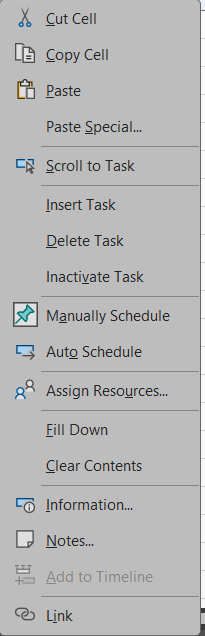 Cut Cell
Copy Cell
Paste
Paste Special...
Scroll to Task
Insert Task
Delete Task
Inactivate Task
Manually Schedule
Auto Schedule
Assign Resources...
Fill Down
Clear Contents
Information...
Notes...
Add to Timeline
Link